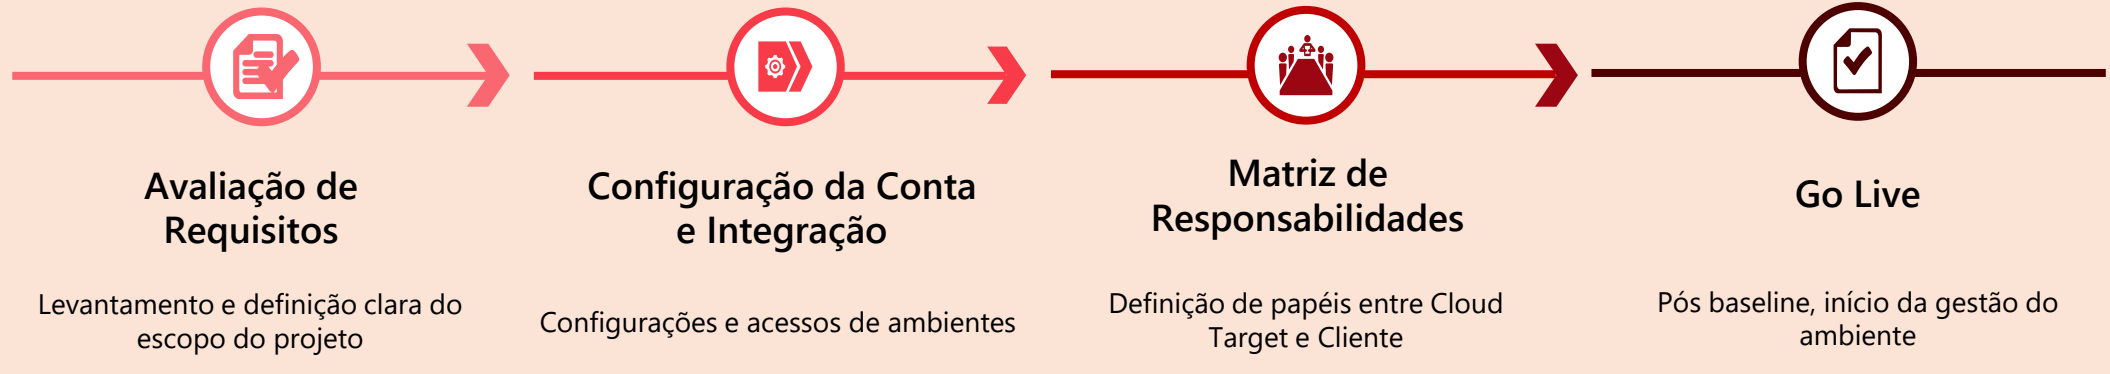 Avaliação de
Requisitos
Levantamento e definição clara do
escopo do projeto
Configuração da Conta
e Integração
Configurações e acessos de ambientes
Matriz de
Responsabilidades
Definição de papéis entre Cloud
Target e Cliente
Go Live
Pós baseline, início da gestão do
ambiente